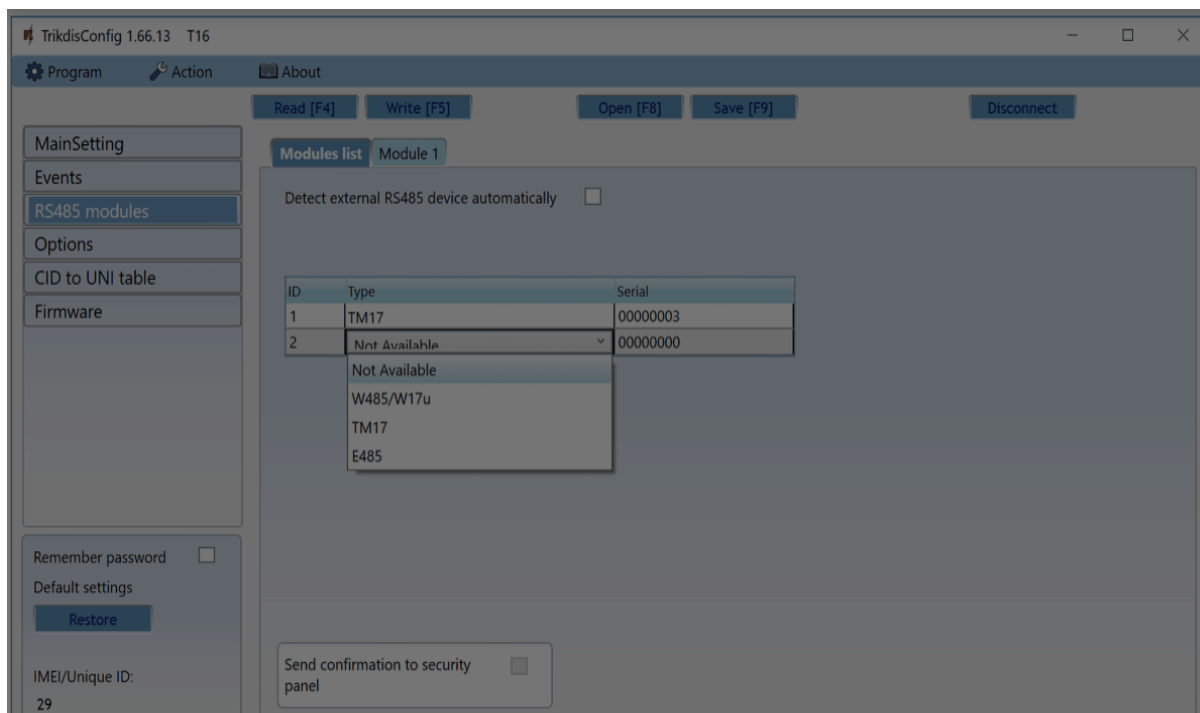 TrikdisConfig 1.66.13 T16
Program Action About
Read [F4] Write [F5] Open [F8] Save [F9] Disconnect
MainSetting
Events
RS485 modules
Options
CID to UNI table
Firmware
Modules list Module 1
Detect external RS485 device automatically
ID Type Serial
1 TM17 00000003
2 Not Available 00000000
Not Available
W485/W17u
TM17
E485
Remember password
Default settings
Restore
IMEI/Unique ID:
29
Send confirmation to security
panel